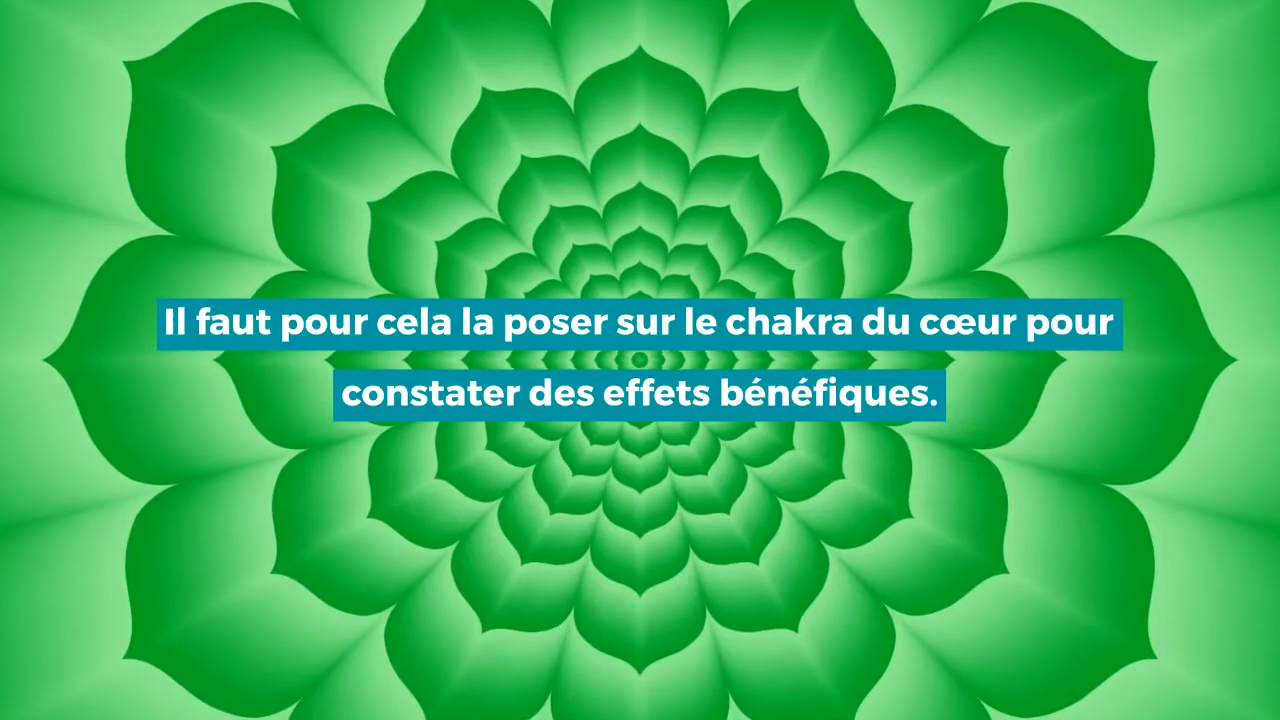 Il faut pour cela la poser sur le chakra du cœur pour
constater des effets bénéfiques.